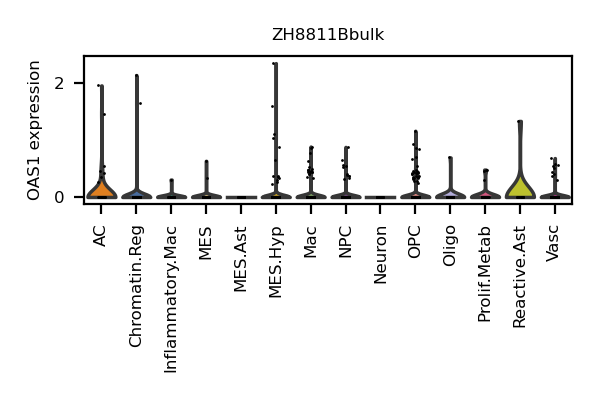 ZH8811Bbulk
OAS1 expression
2
0
AC
Chromatin.Reg
Inflammatory.Mac
MES
MES.Ast
MES.Hyp
Mac
NPC
Neuron
OPC
Oligo
Prolif.Metab
Reactive.Ast
Vasc